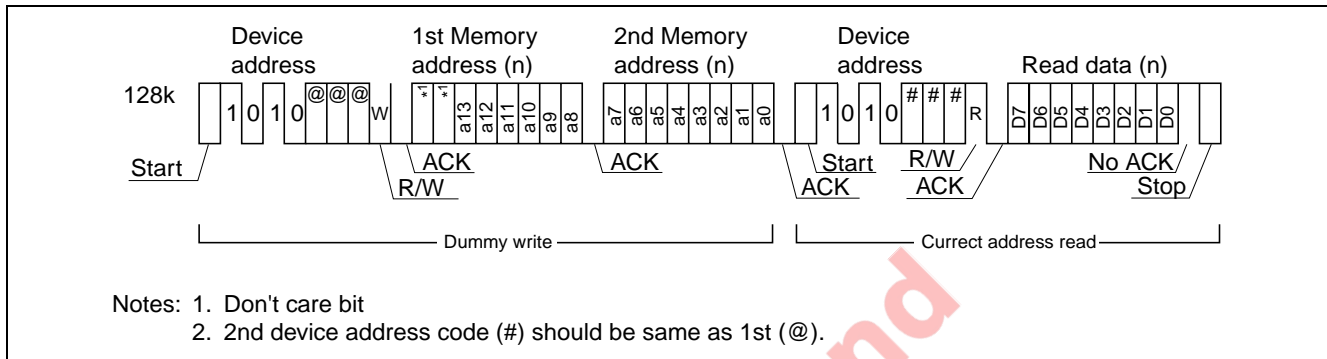 Device address
1st Memory address (n)
2nd Memory address (n)
Device address
Read data (n)
128k
1 0 1 0 @ @ @ W
*1 *1 a13 a12 a11 a10 a9 a8
a7 a6 a5 a4 a3 a2 a1 a0
1 0 1 0 # # # R
D7 D6 D5 D4 D3 D2 D1 D0
Start
R/W
ACK
ACK
ACK
Start
R/W
ACK
No ACK
Stop
Dummy write
Currect address read
Notes: 1. Don't care bit
2. 2nd device address code (#) should be same as 1st (@).